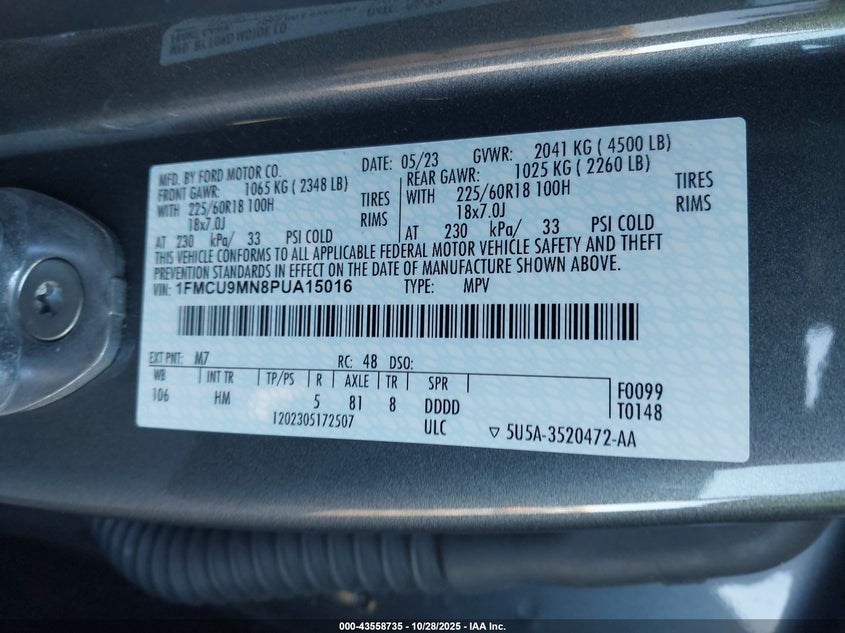 MFD. BY FORD MOTOR CO.
MFD. BY FORD MOTOR CO. DATE: 05/23 GVWR: 2041 KG ( 4500 LB)
FRONT GAWR: 1065 KG ( 2348 LB) REAR GAWR: 1025 KG ( 2260 LB)
WITH 225/60R18 100H TIRES WITH 225/60R18 100H TIRES
18x7.0J RIMS 18x7.0J RIMS
AT 230 kPa/ 33 PSI COLD AT 230 kPa/ 33 PSI COLD
THIS VEHICLE CONFORMS TO ALL APPLICABLE FEDERAL MOTOR VEHICLE SAFETY AND THEFT
PREVENTION STANDARDS IN EFFECT ON THE DATE OF MANUFACTURE SHOWN ABOVE.
VIN: 1FMCU9MN8PUA15016 TYPE: MPV
EXT PNT: M7 RC: 48 DSO:
WB INT TR TP/PS R AXLE TR SPR F0099
106 HM 5 81 8 DDDD T0148
1202305172507 ULC ▽ 5U5A-3520472-AA
000-43558735 - 10/28/2025 - IAA Inc.